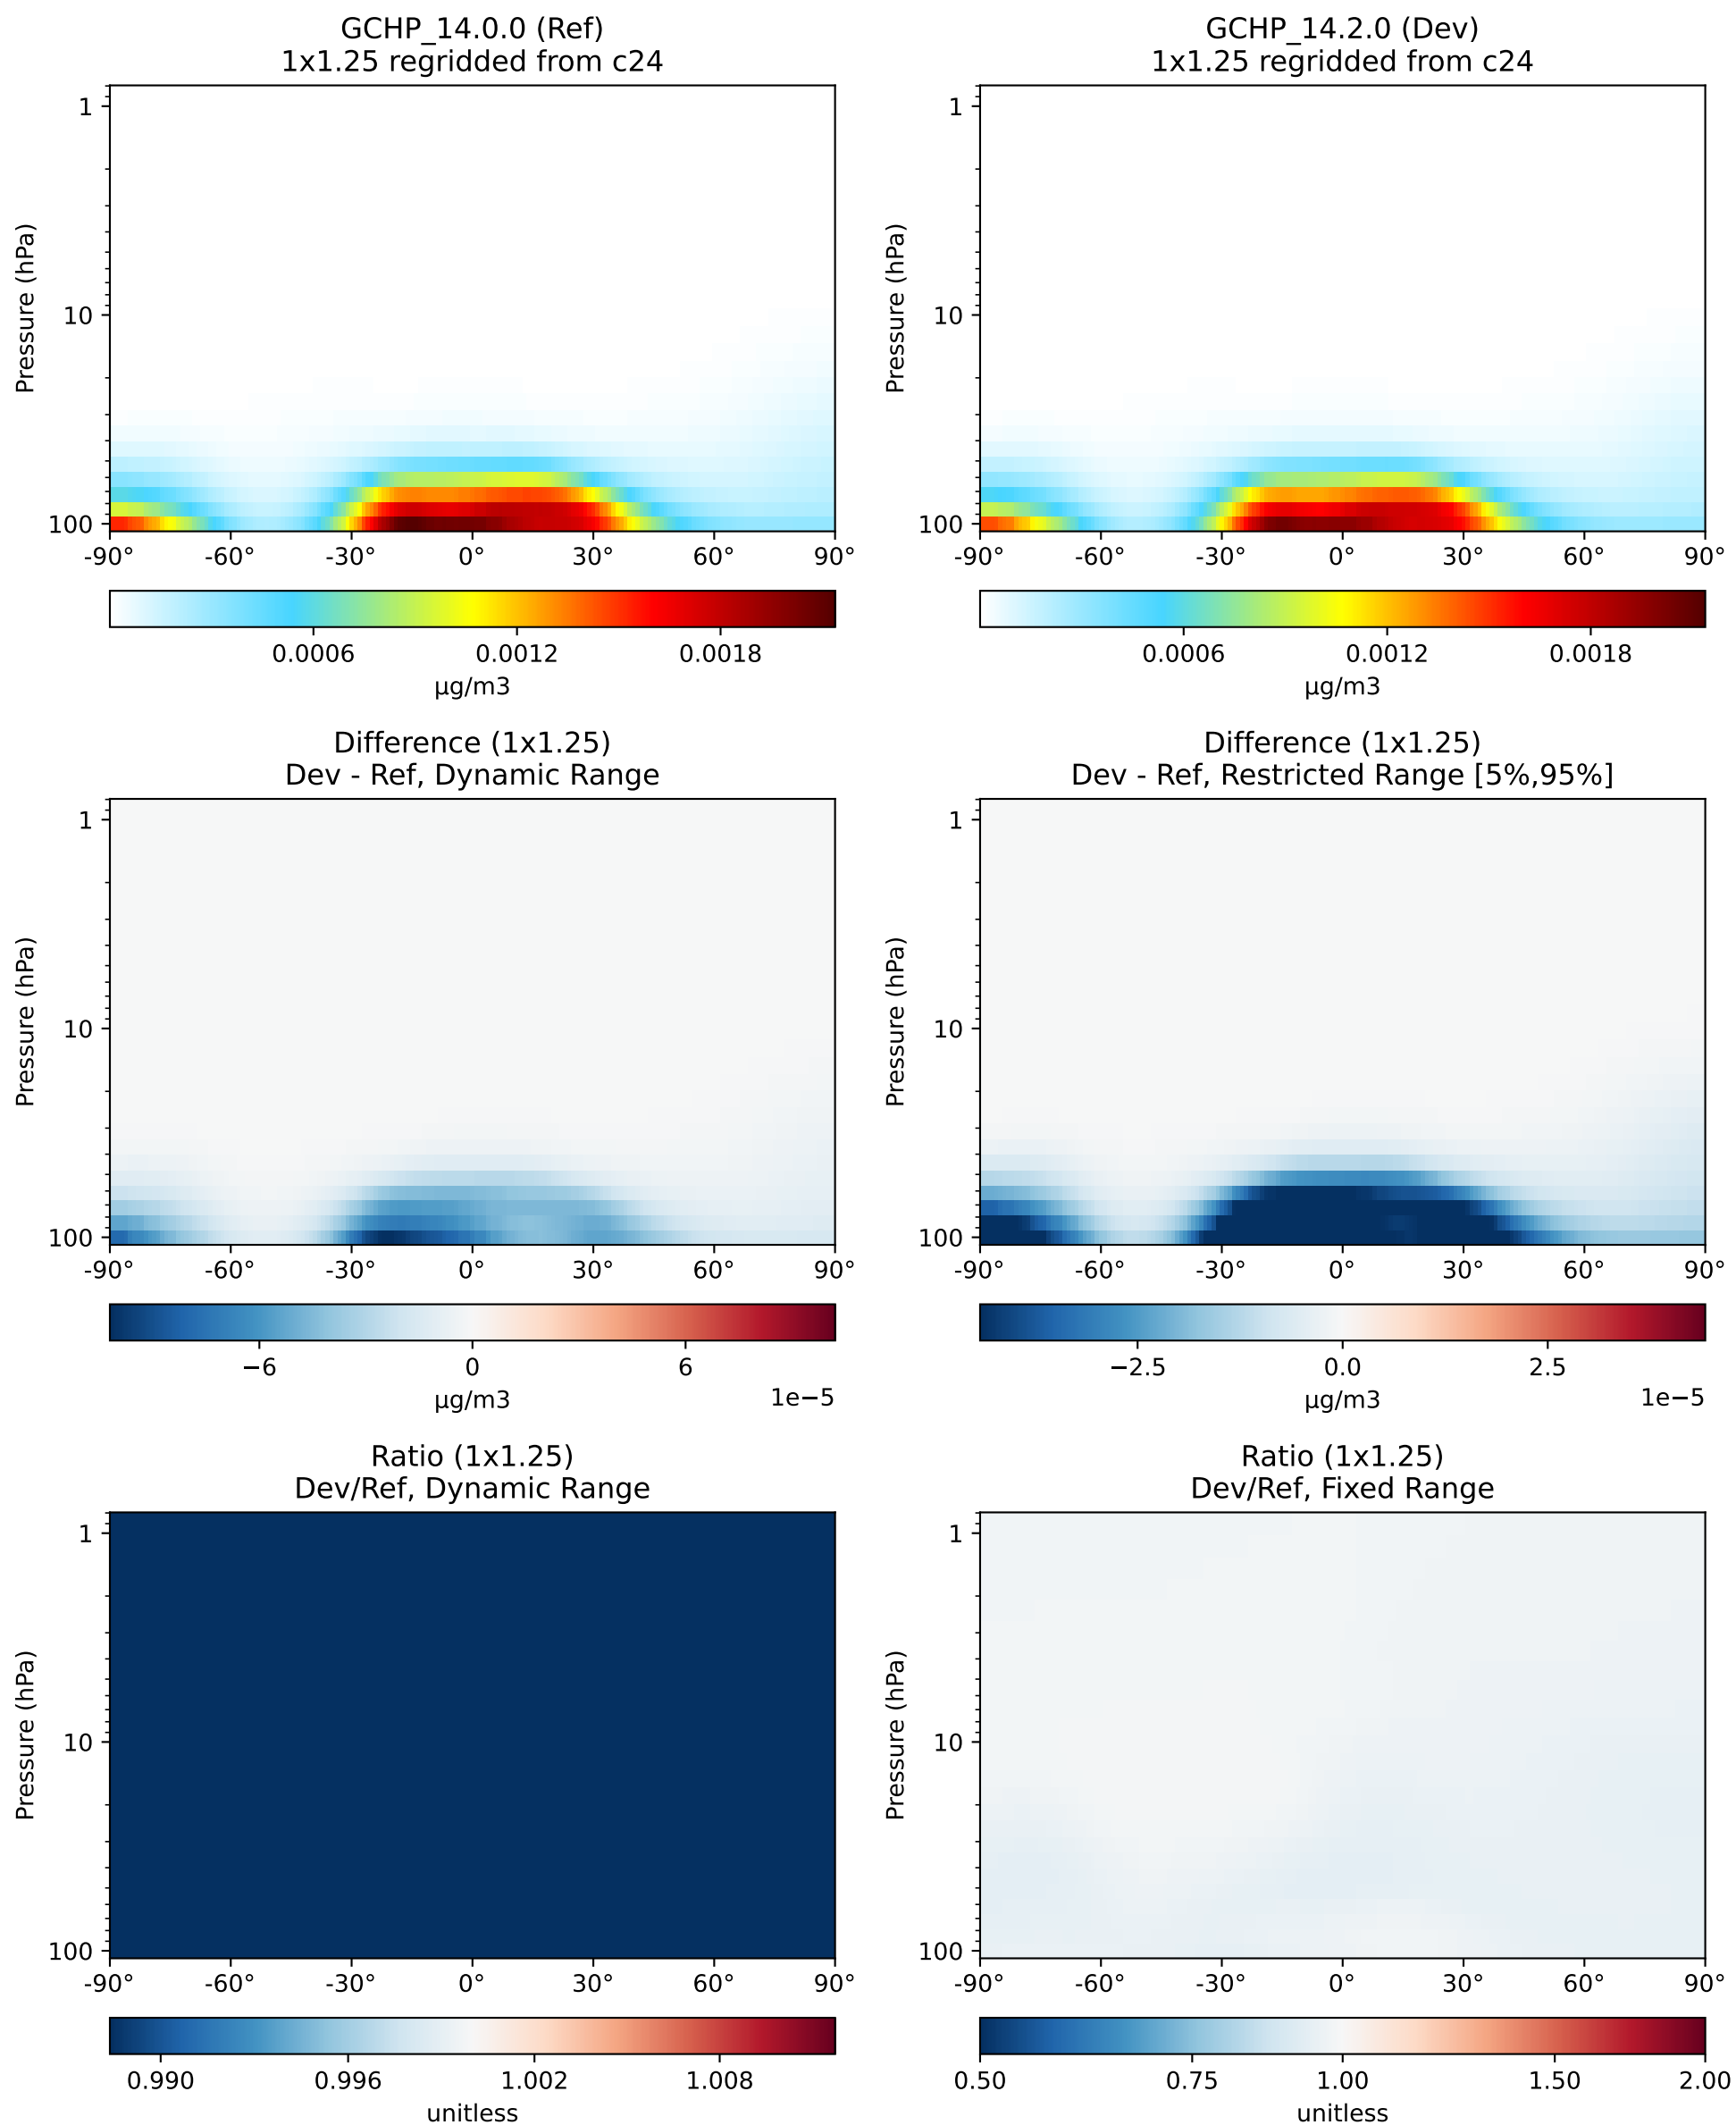 GCHP_14.0.0 (Ref)
1x1.25 regridded from c24
Pressure (hPa)
1
10
100
-90° -60° -30° 0° 30° 60° 90°
0.0006 0.0012 0.0018
µg/m3
GCHP_14.2.0 (Dev)
1x1.25 regridded from c24
Pressure (hPa)
1
10
100
-90° -60° -30° 0° 30° 60° 90°
0.0006 0.0012 0.0018
µg/m3
Difference (1x1.25)
Dev - Ref, Dynamic Range
Pressure (hPa)
1
10
100
-90° -60° -30° 0° 30° 60° 90°
−6 0 6
1e−5
µg/m3
Difference (1x1.25)
Dev - Ref, Restricted Range [5%,95%]
Pressure (hPa)
1
10
100
-90° -60° -30° 0° 30° 60° 90°
−2.5 0.0 2.5
1e−5
µg/m3
Ratio (1x1.25)
Dev/Ref, Dynamic Range
Pressure (hPa)
1
10
100
-90° -60° -30° 0° 30° 60° 90°
0.990 0.996 1.002 1.008
unitless
Ratio (1x1.25)
Dev/Ref, Fixed Range
Pressure (hPa)
1
10
100
-90° -60° -30° 0° 30° 60° 90°
0.50 0.75 1.00 1.50 2.00
unitless